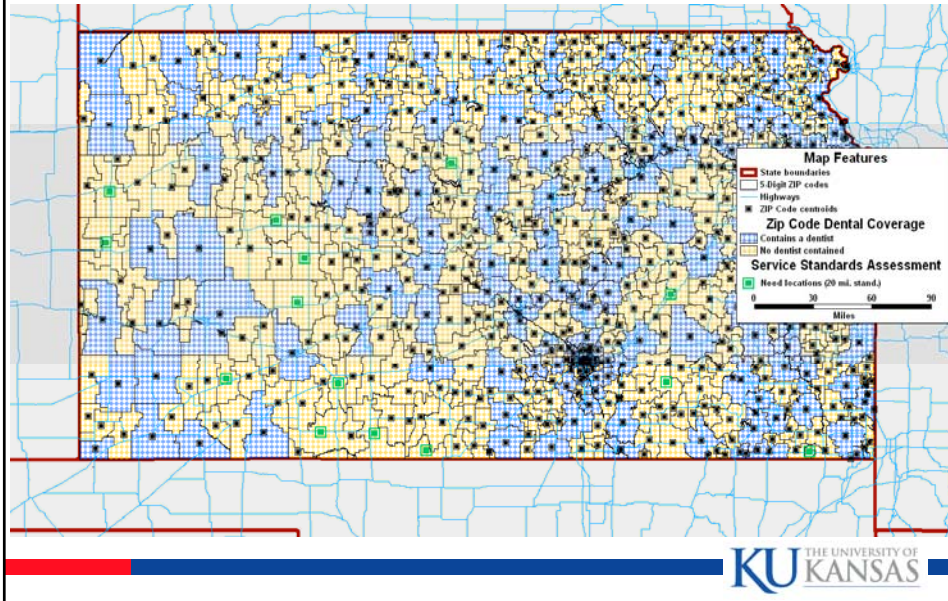 Map Features
State boundaries
5-Digit ZIP codes
Highways
ZIP Code centroids
Zip Code Dental Coverage
Contains a dentist
No dentist contained
Service Standards Assessment
Need locations (20 mi. stand.)
0 30 60 90
Miles
KU THE UNIVERSITY OF
KANSAS